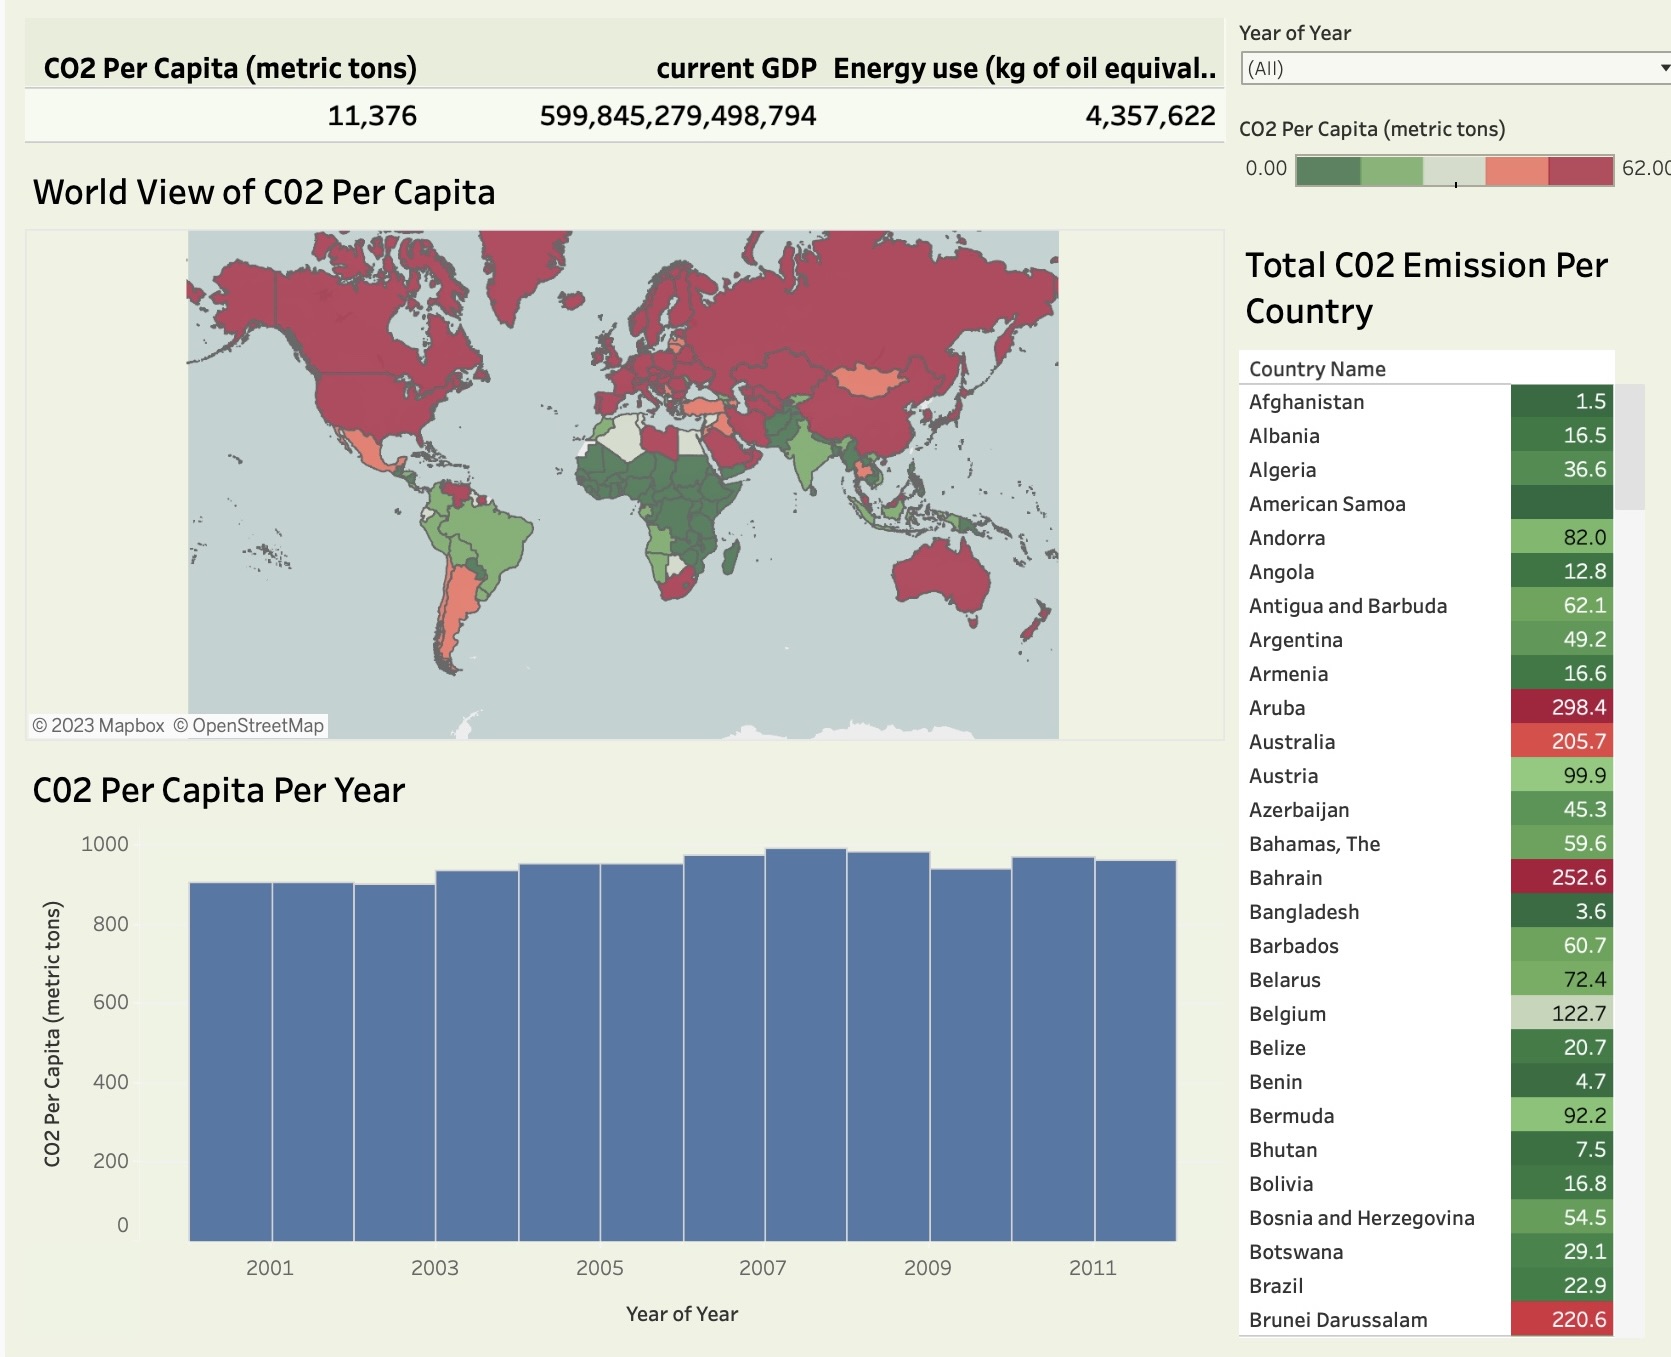 CO2 Per Capita (metric tons) current GDP Energy use (kg of oil equival..
11,376 599,845,279,498,794 4,357,622
Year of Year
(All)
CO2 Per Capita (metric tons)
0.00 62.00
World View of C02 Per Capita
© 2023 Mapbox © OpenStreetMap
C02 Per Capita Per Year
CO2 Per Capita (metric tons)
1000
800
600
400
200
0
2001 2003 2005 2007 2009 2011
Year of Year
Total C02 Emission Per
Country
Country Name
Afghanistan 1.5
Albania 16.5
Algeria 36.6
American Samoa
Andorra 82.0
Angola 12.8
Antigua and Barbuda 62.1
Argentina 49.2
Armenia 16.6
Aruba 298.4
Australia 205.7
Austria 99.9
Azerbaijan 45.3
Bahamas, The 59.6
Bahrain 252.6
Bangladesh 3.6
Barbados 60.7
Belarus 72.4
Belgium 122.7
Belize 20.7
Benin 4.7
Bermuda 92.2
Bhutan 7.5
Bolivia 16.8
Bosnia and Herzegovina 54.5
Botswana 29.1
Brazil 22.9
Brunei Darussalam 220.6